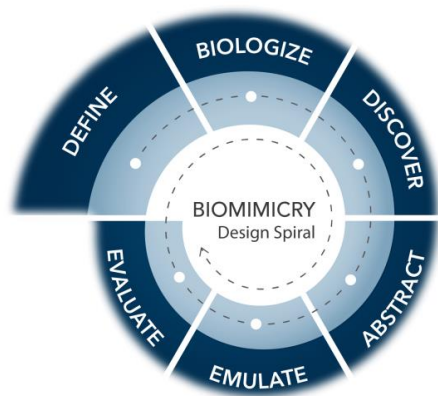 DEFINE
BIOLOGIZE
DISCOVER
ABSTRACT
EMULATE
EVALUATE
BIOMIMICRY
Design Spiral